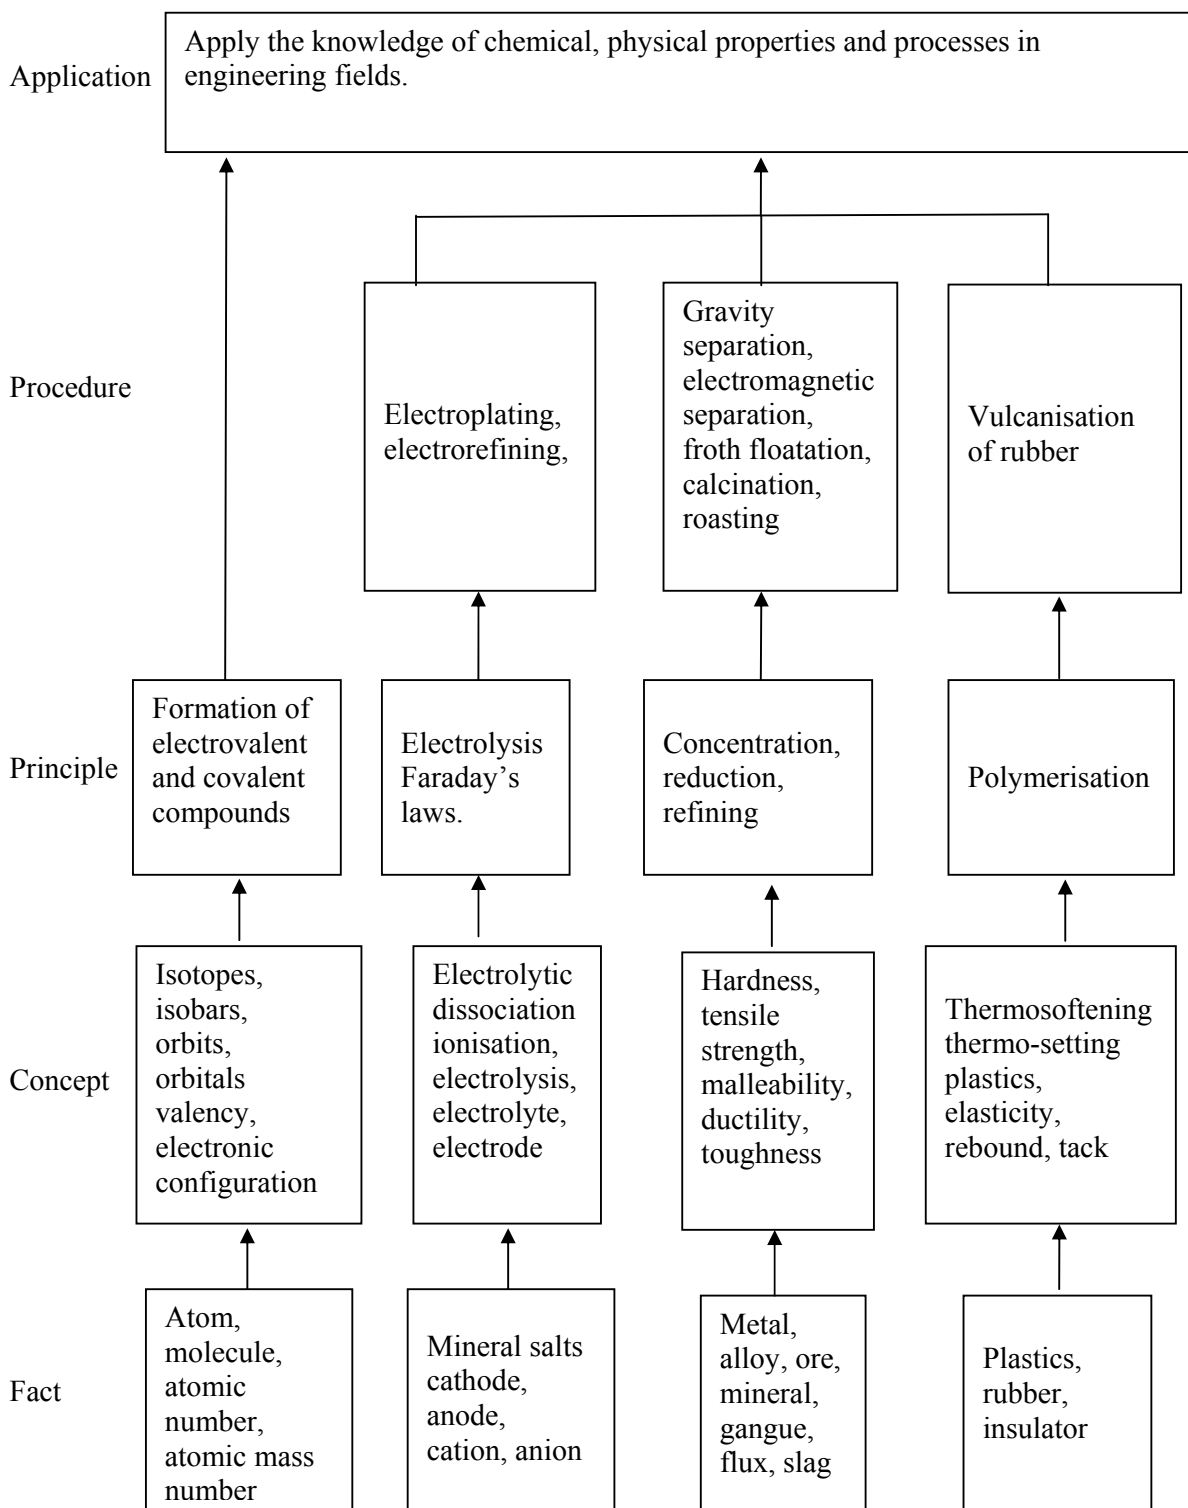 Application
Apply the knowledge of chemical, physical properties and processes in
engineering fields.
Procedure
Electroplating,
electrorefining,
Gravity
separation,
electromagnetic
separation,
froth floatation,
calcination,
roasting
Vulcanisation
of rubber
Principle
Formation of
electrovalent
and covalent
compounds
Electrolysis
Faraday’s
laws.
Concentration,
reduction,
refining
Polymerisation
Concept
Isotopes,
isobars,
orbits,
orbitals
valency,
electronic
configuration
Electrolytic
dissociation
ionisation,
electrolysis,
electrolyte,
electrode
Hardness,
tensile
strength,
malleability,
ductility,
toughness
Thermosoftening
thermo-setting
plastics,
elasticity,
rebound, tack
Fact
Atom,
molecule,
atomic
number,
atomic mass
number
Mineral salts
cathode,
anode,
cation, anion
Metal,
alloy, ore,
mineral,
gangue,
flux, slag
Plastics,
rubber,
insulator